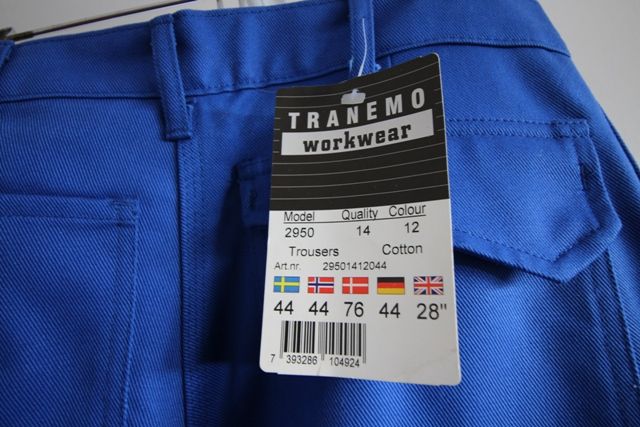 TRANEMO
workwear
Model Quality Colour
2950 14 12
Trousers Cotton
Art.nr. 29501412044
44 44 76 44 28"
7 393286 104924